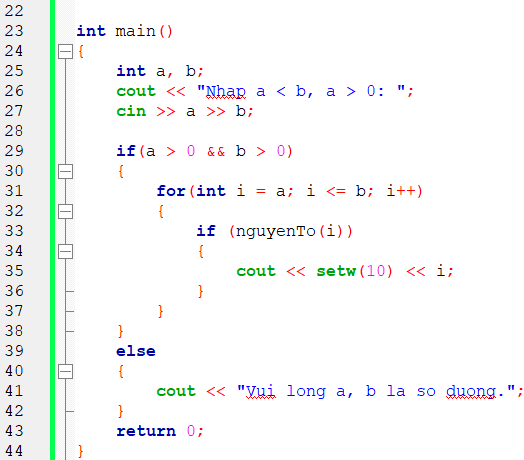 22
23 int main()
24 {
25     int a, b;
26     cout << "Nhap a < b, a > 0: ";
27     cin >> a >> b;
28
29     if(a > 0 && b > 0)
30     {
31         for(int i = a; i <= b; i++)
32         {
33             if (nguyenTo(i))
34             {
35                 cout << setw(10) << i;
36             }
37         }
38     }
39     else
40     {
41         cout << "Vui long a, b la so duong.";
42     }
43     return 0;
44 }